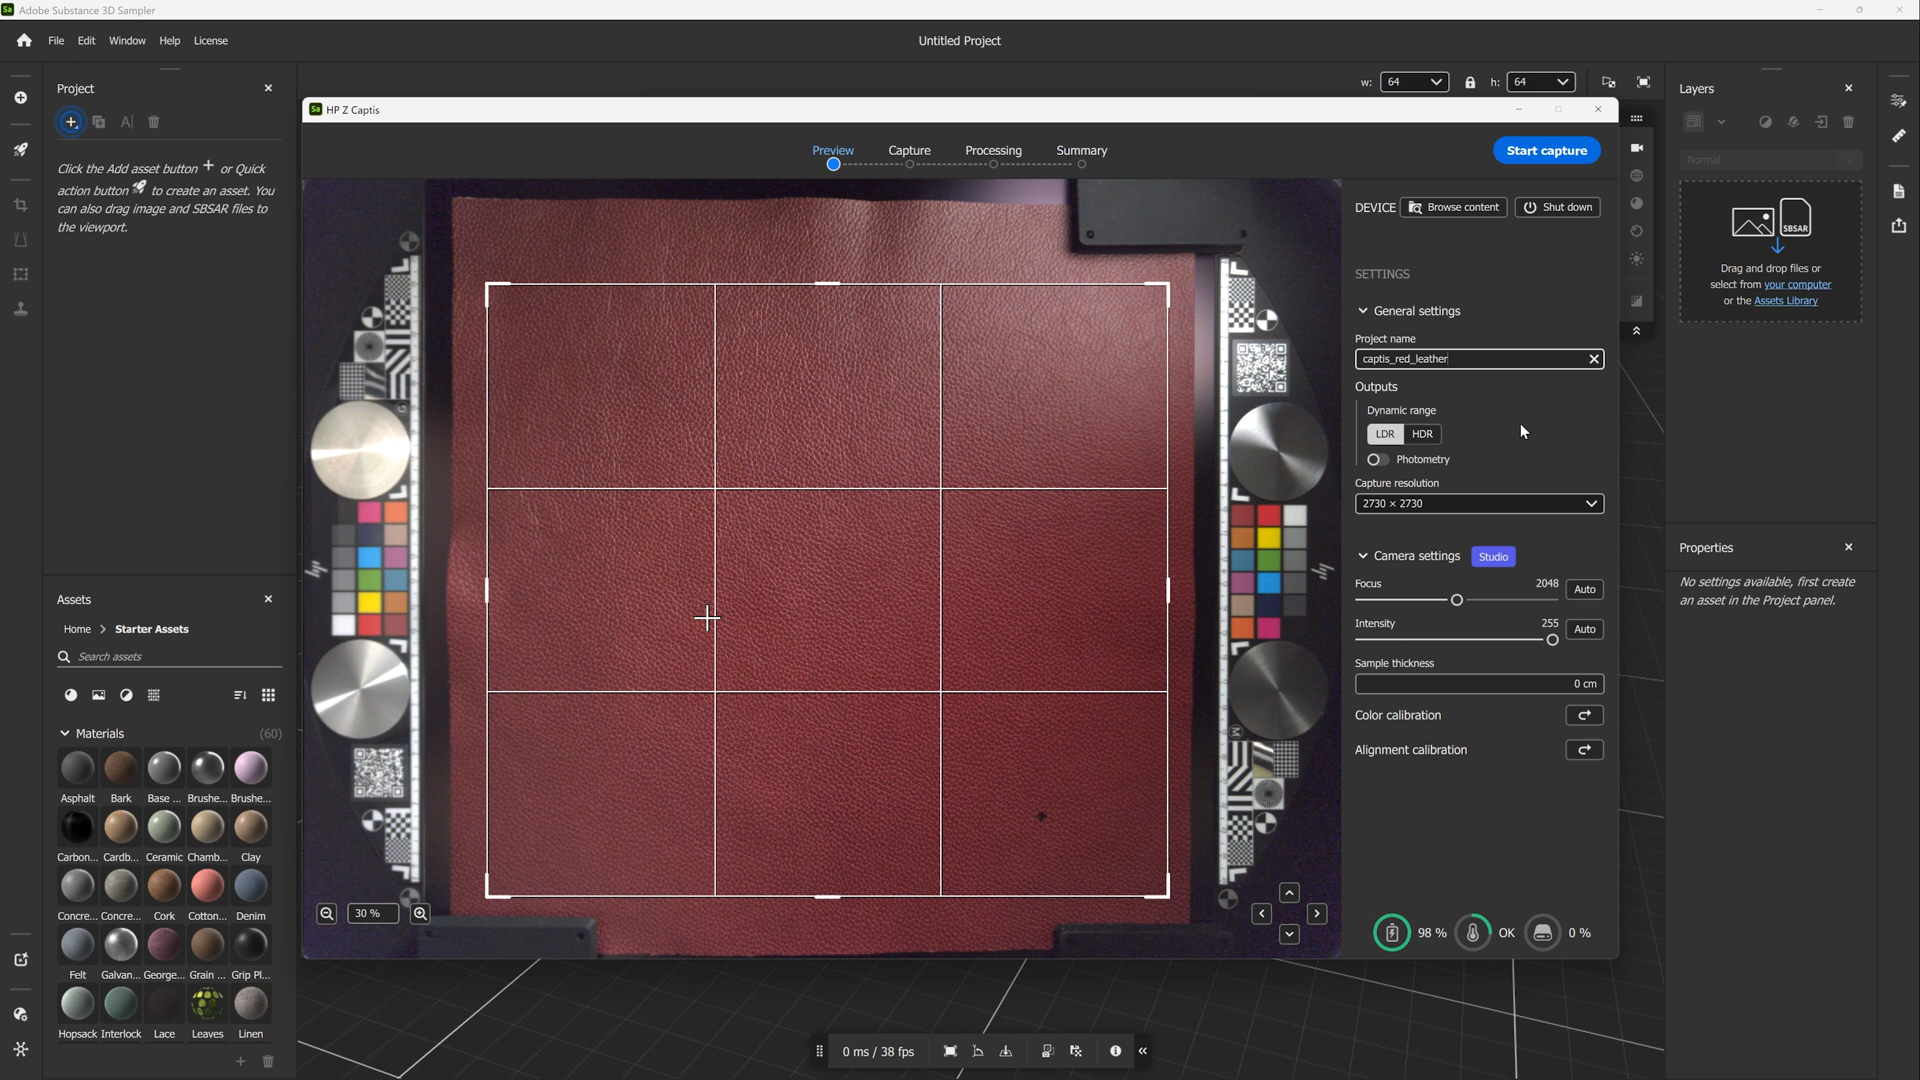 Adobe Substance 3D Sampler
File Edit Window Help License
Untitled Project
w: 64 h: 64
Project
Click the Add asset button + or Quick
action button to create an asset. You
can also drag image and SBSAR files to
the viewport.
HP Z Captis
Preview Capture Processing Summary
Start capture
DEVICE Browse content Shut down
SETTINGS
General settings
Project name
captis_red_leather
Outputs
Dynamic range
LDR HDR
Photometry
Capture resolution
2730 × 2730
Camera settings Studio
Focus 2048 Auto
Intensity 255 Auto
Sample thickness
0 cm
Color calibration
Alignment calibration
98 % OK 0 %
30 %
hp
hp
G
M
Layers
Normal
SBSAR
Drag and drop files or
select from your computer
or the Assets Library
Properties
No settings available, first create
an asset in the Project panel.
Assets
Home > Starter Assets
Search assets
Materials (60)
Asphalt Bark Base ... Brushe... Brushe...
Carbon... Cardb... Ceramic Chamb... Clay
Concre... Concre... Cork Cotton... Denim
Felt Galvan... George... Grain ... Grip Pl...
Hopsack Interlock Lace Leaves Linen
0 ms / 38 fps